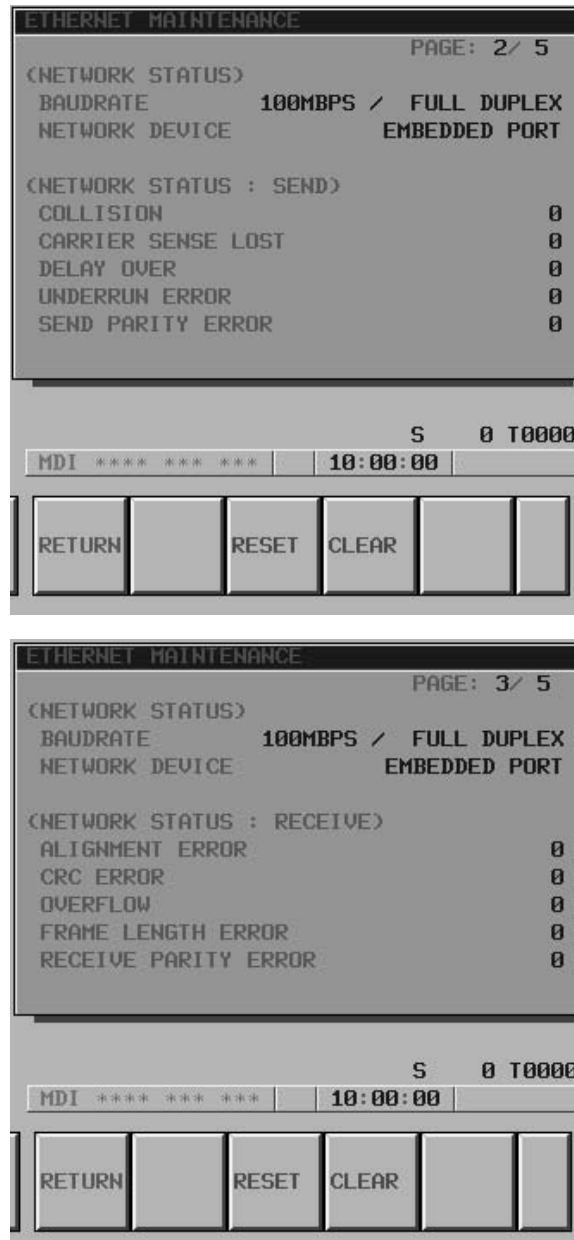 ETHERNET MAINTENANCE
PAGE: 2/ 5
(NETWORK STATUS)
BAUDRATE 100MBPS / FULL DUPLEX
NETWORK DEVICE EMBEDDED PORT
(NETWORK STATUS : SEND)
COLLISION 0
CARRIER SENSE LOST 0
DELAY OVER 0
UNDERRUN ERROR 0
SEND PARITY ERROR 0
S 0 T0000
MDI **** *** *** 10:00:00
RETURN RESET CLEAR
ETHERNET MAINTENANCE
PAGE: 3/ 5
(NETWORK STATUS)
BAUDRATE 100MBPS / FULL DUPLEX
NETWORK DEVICE EMBEDDED PORT
(NETWORK STATUS : RECEIVE)
ALIGNMENT ERROR 0
CRC ERROR 0
OVERFLOW 0
FRAME LENGTH ERROR 0
RECEIVE PARITY ERROR 0
S 0 T0000
MDI **** *** *** 10:00:00
RETURN RESET CLEAR